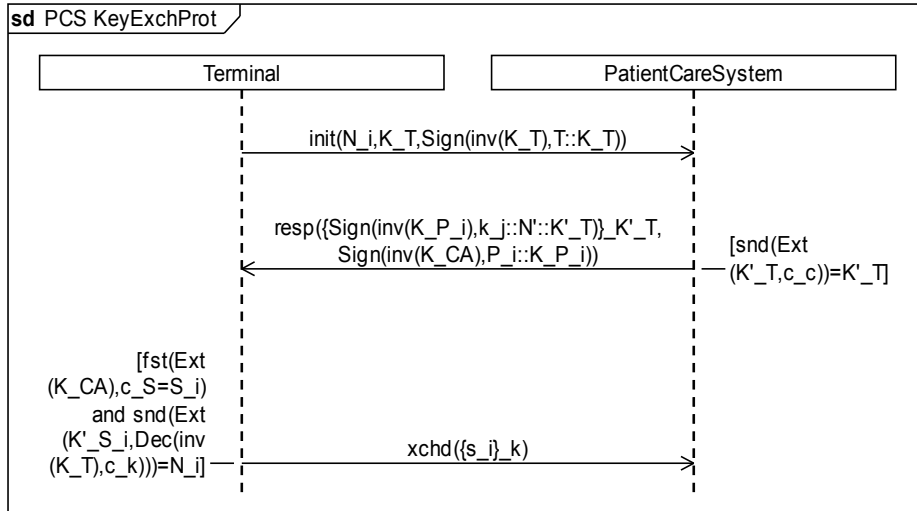 sd PCS KeyExchProt
Terminal
PatientCareSystem
init(N_i,K_T,Sign(inv(K_T),T::K_T))
resp({Sign(inv(K_P_i),k_j::N'::K'_T)}_K'_T,
Sign(inv(K_CA),P_i::K_P_i))
[snd(Ext
(K'_T,c_c))=K'_T]
[fst(Ext
(K_CA),c_S=S_i)
and snd(Ext
(K'_S_i,Dec(inv
(K_T),c_k)))=N_i]
xchd({s_i}_k)